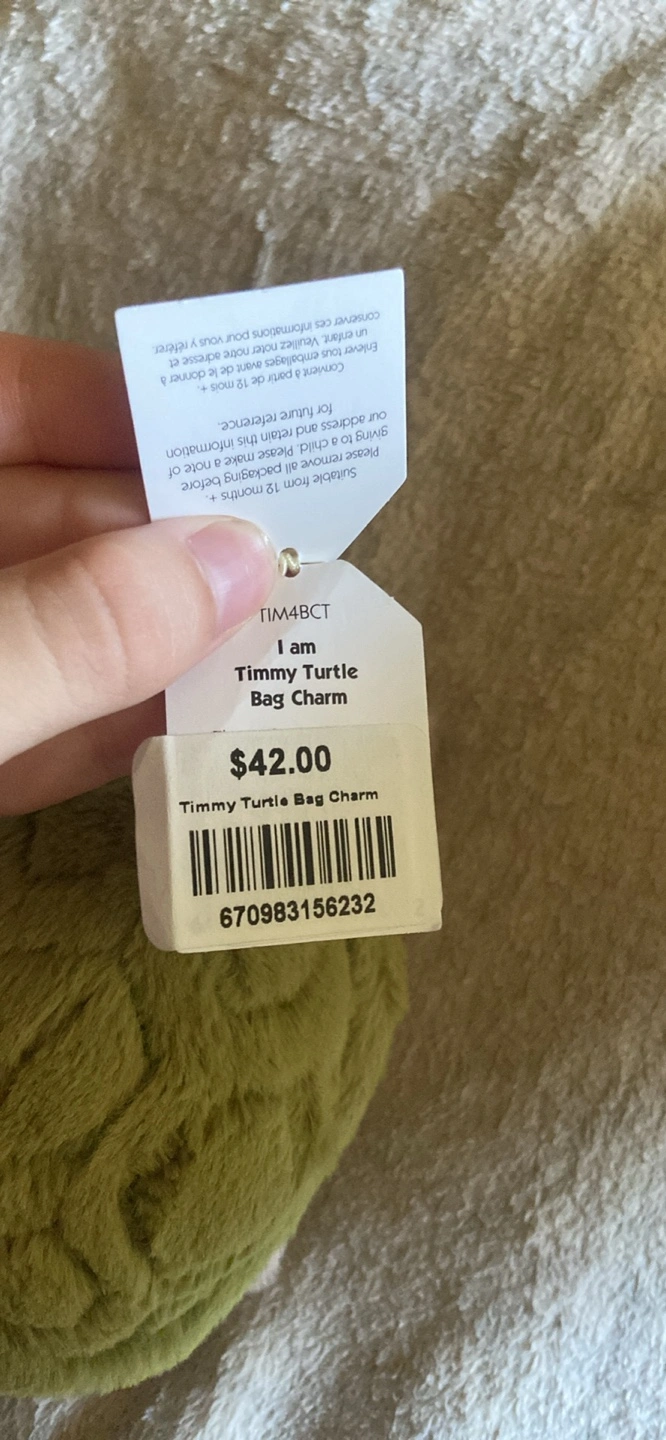 Convient à partir de 12 mois +.
Enlever tous emballages avant de le donner à
un enfant. Veuillez noter notre adresse et
conserver ces informations pour vous y référer.
Suitable from 12 months +.
Please remove all packaging before
giving to a child. Please make a note of
our address and retain this information
for future reference.
TIM4BCT
I am
Timmy Turtle
Bag Charm
$42.00
Timmy Turtle Bag Charm
670983156232